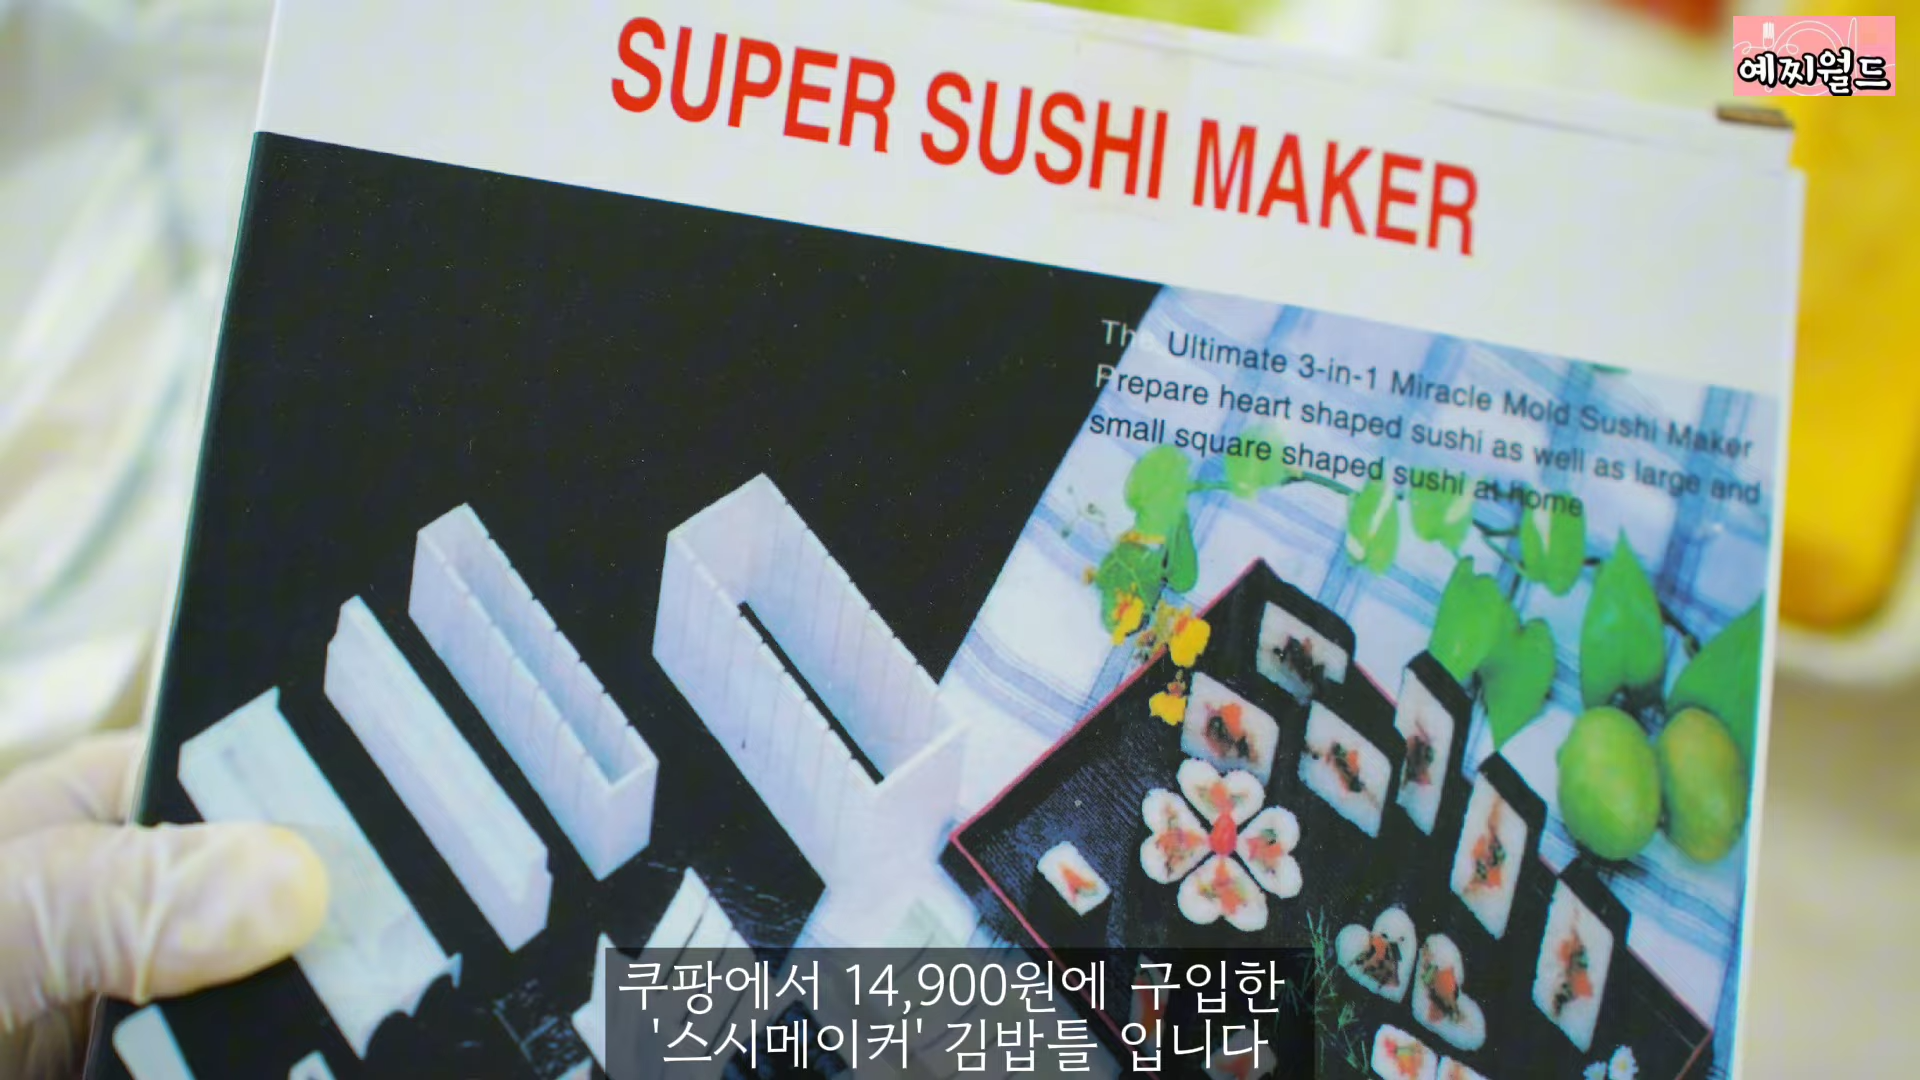 예찌월드
SUPER SUSHI MAKER
The Ultimate 3-in-1 Miracle Mold Sushi Maker
Prepare heart shaped sushi as well as large and
small square shaped sushi at home
쿠팡에서 14,900원에 구입한
'스시메이커' 김밥틀 입니다